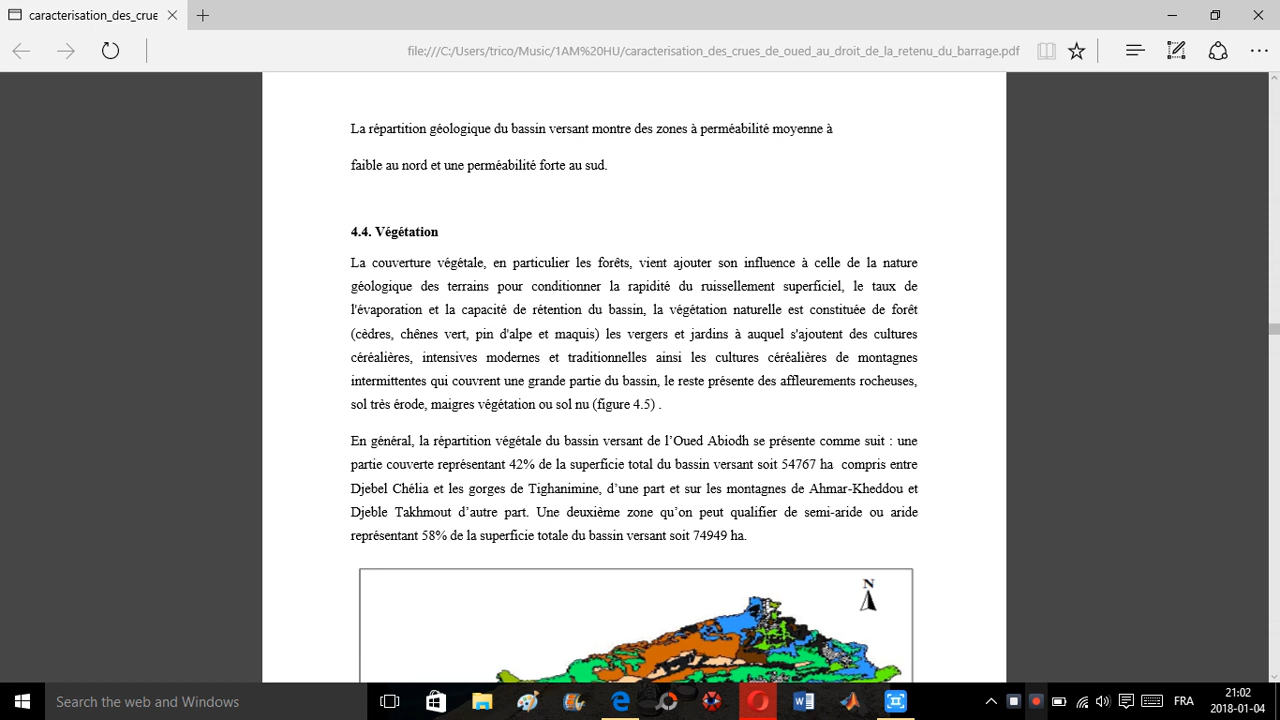 caracterisation_des_crue
file:///C:/Users/trico/Music/1AM%20HU/caracterisation_des_crues_de_oued_au_droit_de_la_retenu_du_barrage.pdf
La répartition géologique du bassin versant montre des zones à perméabilité moyenne à
faible au nord et une perméabilité forte au sud.
4.4. Végétation
La couverture végétale, en particulier les forêts, vient ajouter son influence à celle de la nature
géologique des terrains pour conditionner la rapidité du ruissellement superficiel, le taux de
l'évaporation et la capacité de rétention du bassin, la végétation naturelle est constituée de forêt
(cèdres, chênes vert, pin d'alpe et maquis) les vergers et jardins à auquel s'ajoutent des cultures
céréalières, intensives modernes et traditionnelles ainsi les cultures céréalières de montagnes
intermittentes qui couvrent une grande partie du bassin, le reste présente des affleurements rocheuses,
sol très érode, maigres végétation ou sol nu (figure 4.5) .
En général, la répartition végétale du bassin versant de l’Oued Abiodh se présente comme suit : une
partie couverte représentant 42% de la superficie total du bassin versant soit 54767 ha compris entre
Djebel Chélia et les gorges de Tighanimine, d’une part et sur les montagnes de Ahmar-Kheddou et
Djeble Takhmout d’autre part. Une deuxième zone qu’on peut qualifier de semi-aride ou aride
représentant 58% de la superficie totale du bassin versant soit 74949 ha.
N
Search the web and Windows
FRA
21:02
2018-01-04